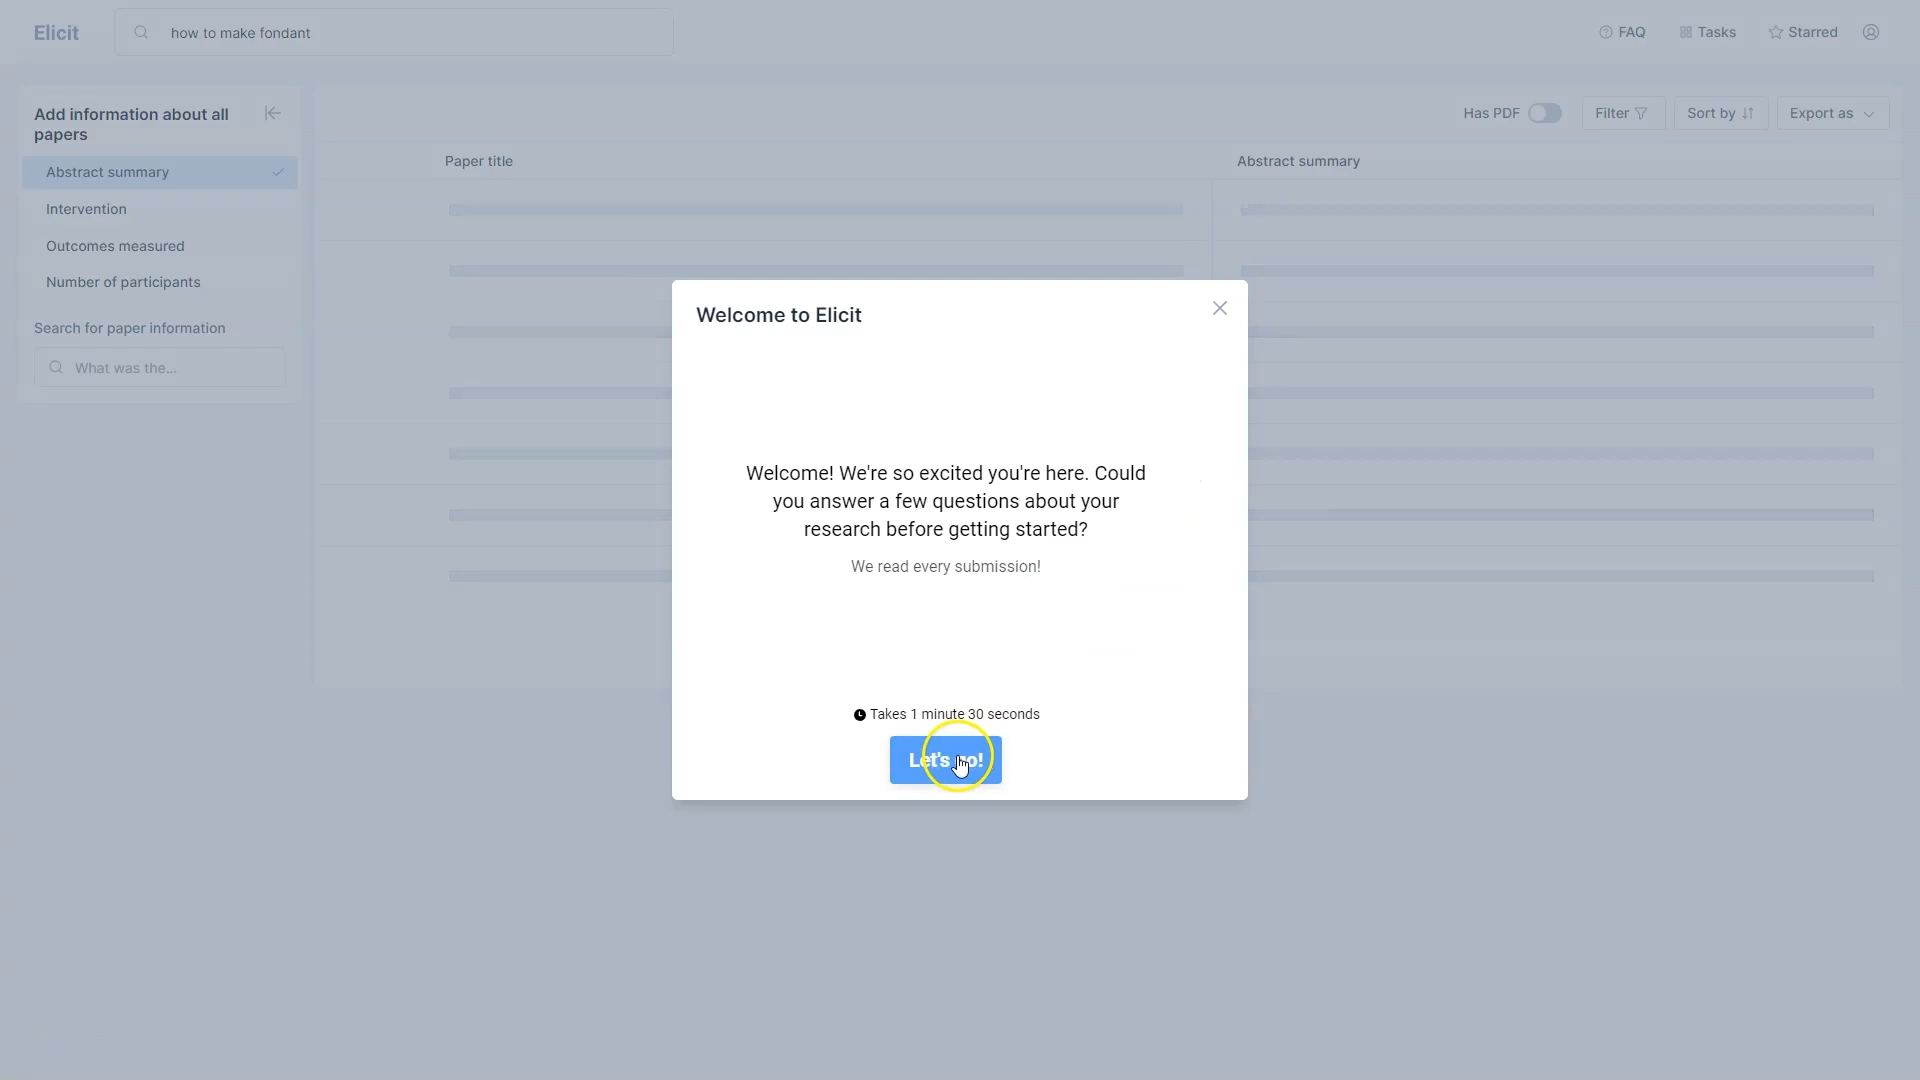 Elicit
how to make fondant
FAQ
Tasks
Starred
Add information about all
papers
Abstract summary
Intervention
Outcomes measured
Number of participants
Search for paper information
What was the...
Has PDF
Filter
Sort by
Export as
Paper title
Abstract summary
Welcome to Elicit
Welcome! We're so excited you're here. Could
you answer a few questions about your
research before getting started?
We read every submission!
Takes 1 minute 30 seconds
Let's go!